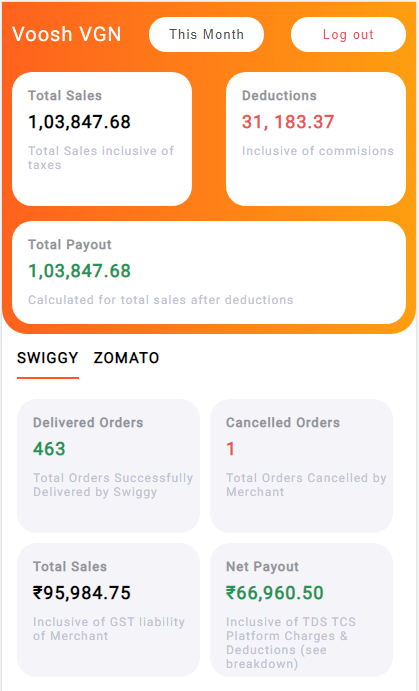 Voosh VGN
This Month
Log out
Total Sales
1,03,847.68
Total Sales inclusive of
taxes
Deductions
31, 183.37
Inclusive of commisions
Total Payout
1,03,847.68
Calculated for total sales after deductions
SWIGGY
ZOMATO
Delivered Orders
463
Total Orders Successfully
Delivered by Swiggy
Cancelled Orders
1
Total Orders Cancelled by
Merchant
Total Sales
₹95,984.75
Inclusive of GST liability
of Merchant
Net Payout
₹66,960.50
Inclusive of TDS TCS
Platform Charges &
Deductions (see
breakdown)